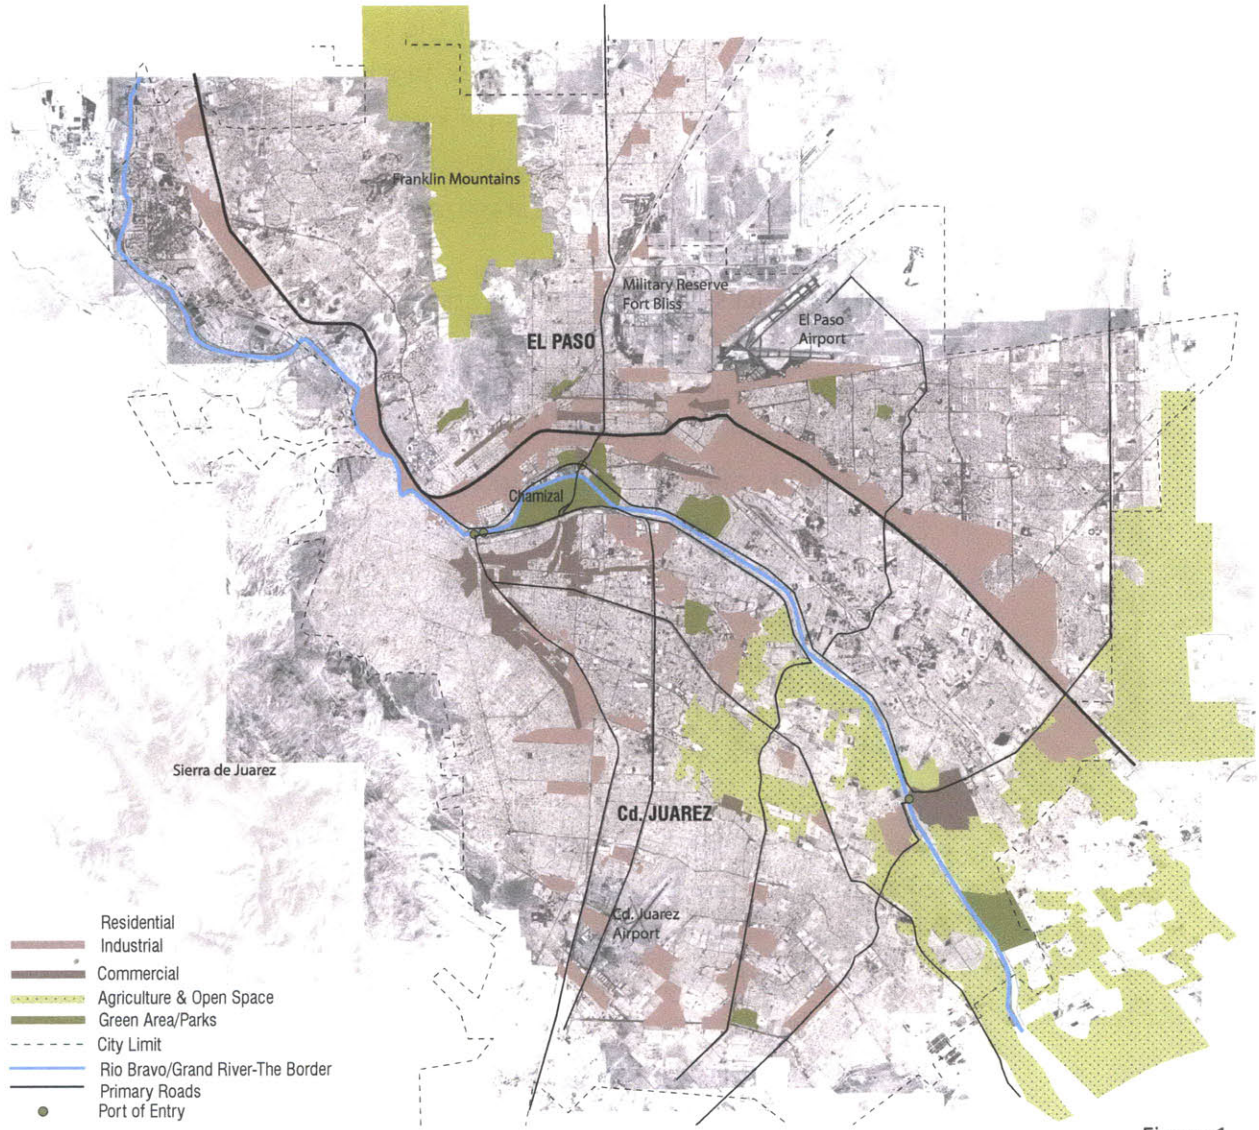 Franklin Mountains
Military Reserve
Fort Bliss
El Paso
Airport
EL PASO
Chamizal
Sierra de Juarez
Cd. JUAREZ
Cd. Juarez
Airport
Residential
Industrial
Commercial
Agriculture & Open Space
Green Area/Parks
City Limit
Rio Bravo/Grand River-The Border
Primary Roads
Port of Entry